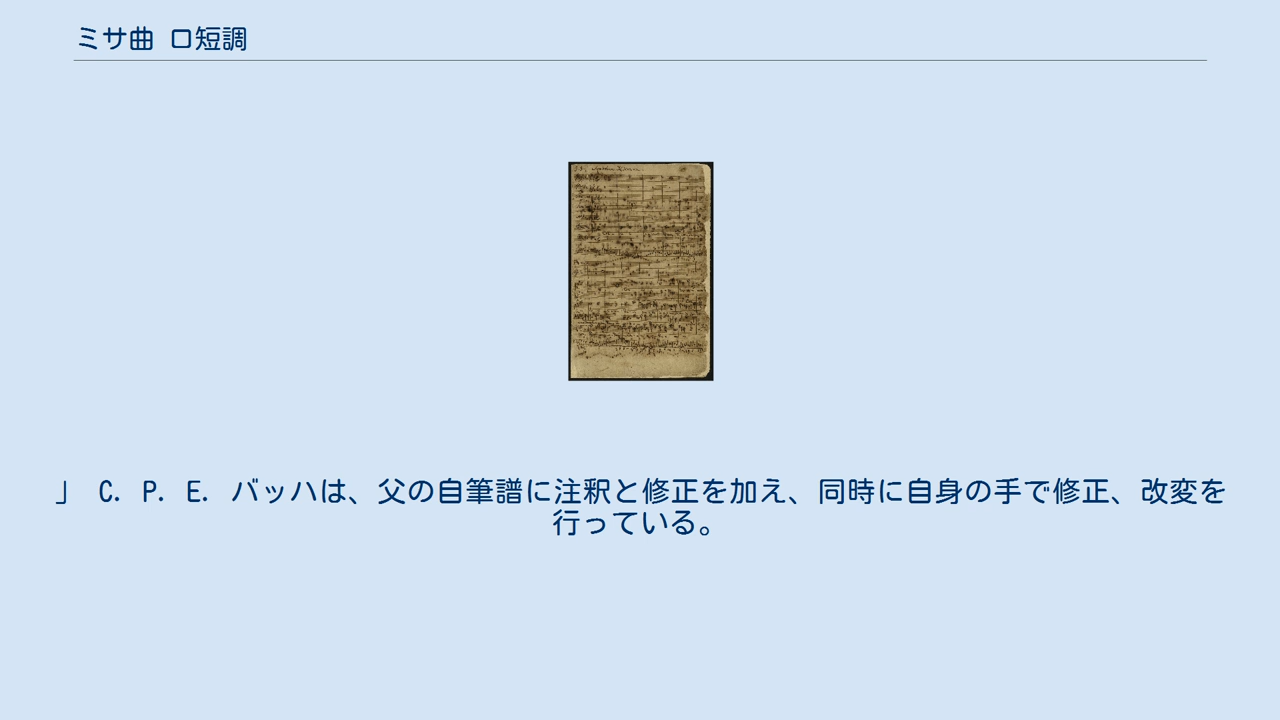 ミサ曲 ロ短調
」 C. P. E. バッハは、父の自筆譜に注釈と修正を加え、同時に自身の手で修正、改変を
行っている。